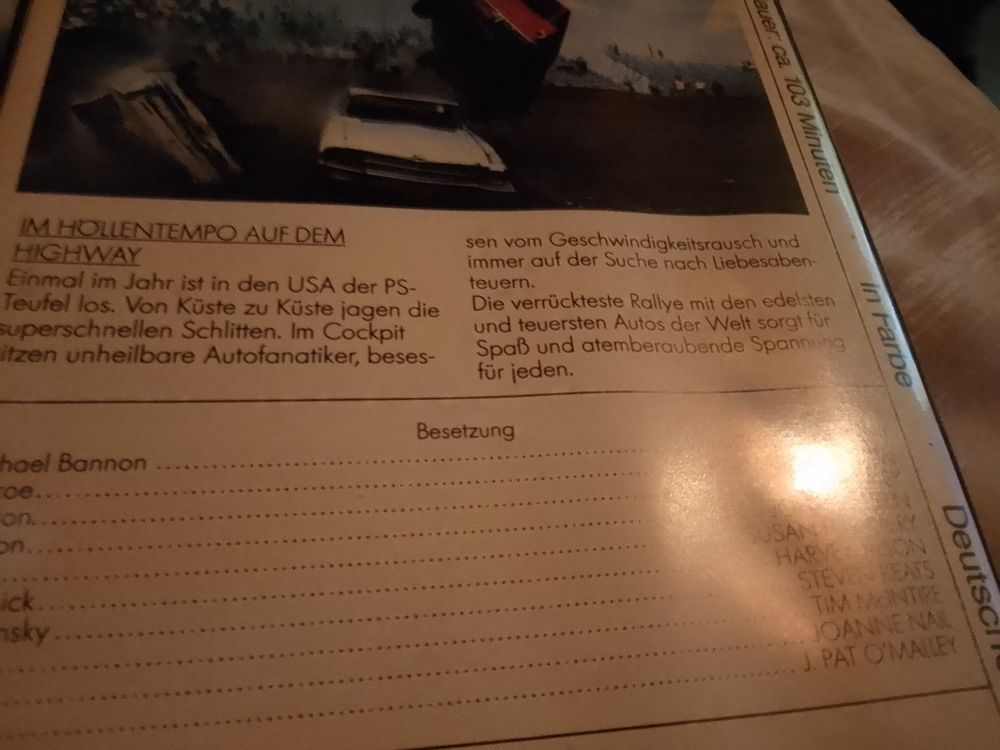 IM HÖLLENTEMPO AUF DEM
HIGHWAY
Einmal im Jahr ist in den USA der PS-
Teufel los. Von Küste zu Küste jagen die
superschnellen Schlitten. Im Cockpit
itzen unheilbare Autofanatiker, beses-
sen vom Geschwindigkeitsrausch und
immer auf der Suche nach Liebesaben-
teuern.
Die verrückteste Rallye mit den edelsten
und teuersten Autos der Welt sorgt für
Spaß und atemberaubende Spannung
für jeden.
Besetzung
hael Bannon
roe
on
on
USAN
HARVE
STEVEN KEATS
ick
TIM McINTIRE
nsky
JOANNE NAIL
J. PAT O'MALLEY
auer: ca. 103 Minuten
In Farbe
Deutsch